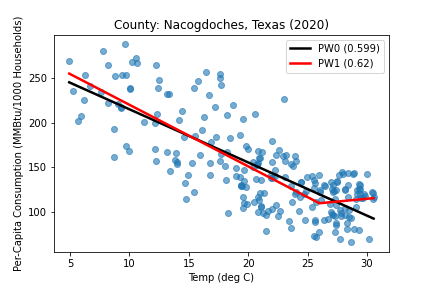 County: Nacogdoches, Texas (2020)
PW0 (0.599)
PW1 (0.62)
Per-Capita Consumption (MMBtu/1000 Households)
250
200
150
100
5 10 15 20 25 30
Temp (deg C)